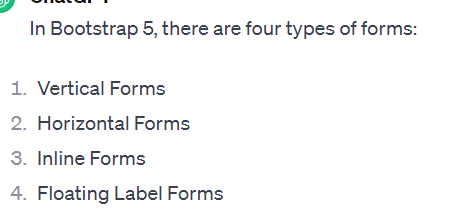 In Bootstrap 5, there are four types of forms:
1. Vertical Forms
2. Horizontal Forms
3. Inline Forms
4. Floating Label Forms